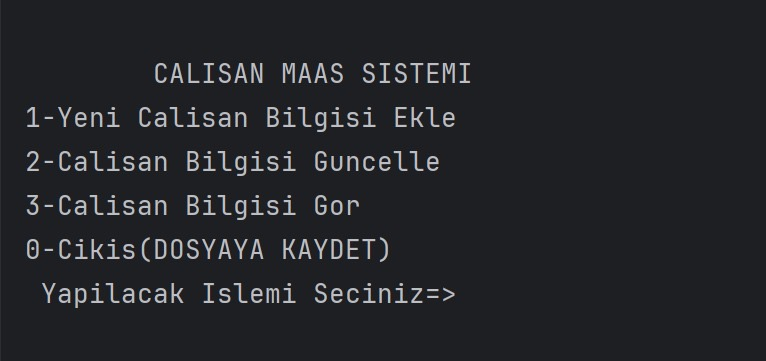 CALISAN MAAS SISTEMI
1-Yeni Calisan Bilgisi Ekle
2-Calisan Bilgisi Guncelle
3-Calisan Bilgisi Gor
0-Cikis(DOSYAYA KAYDET)
Yapilacak Islemi Seciniz=>